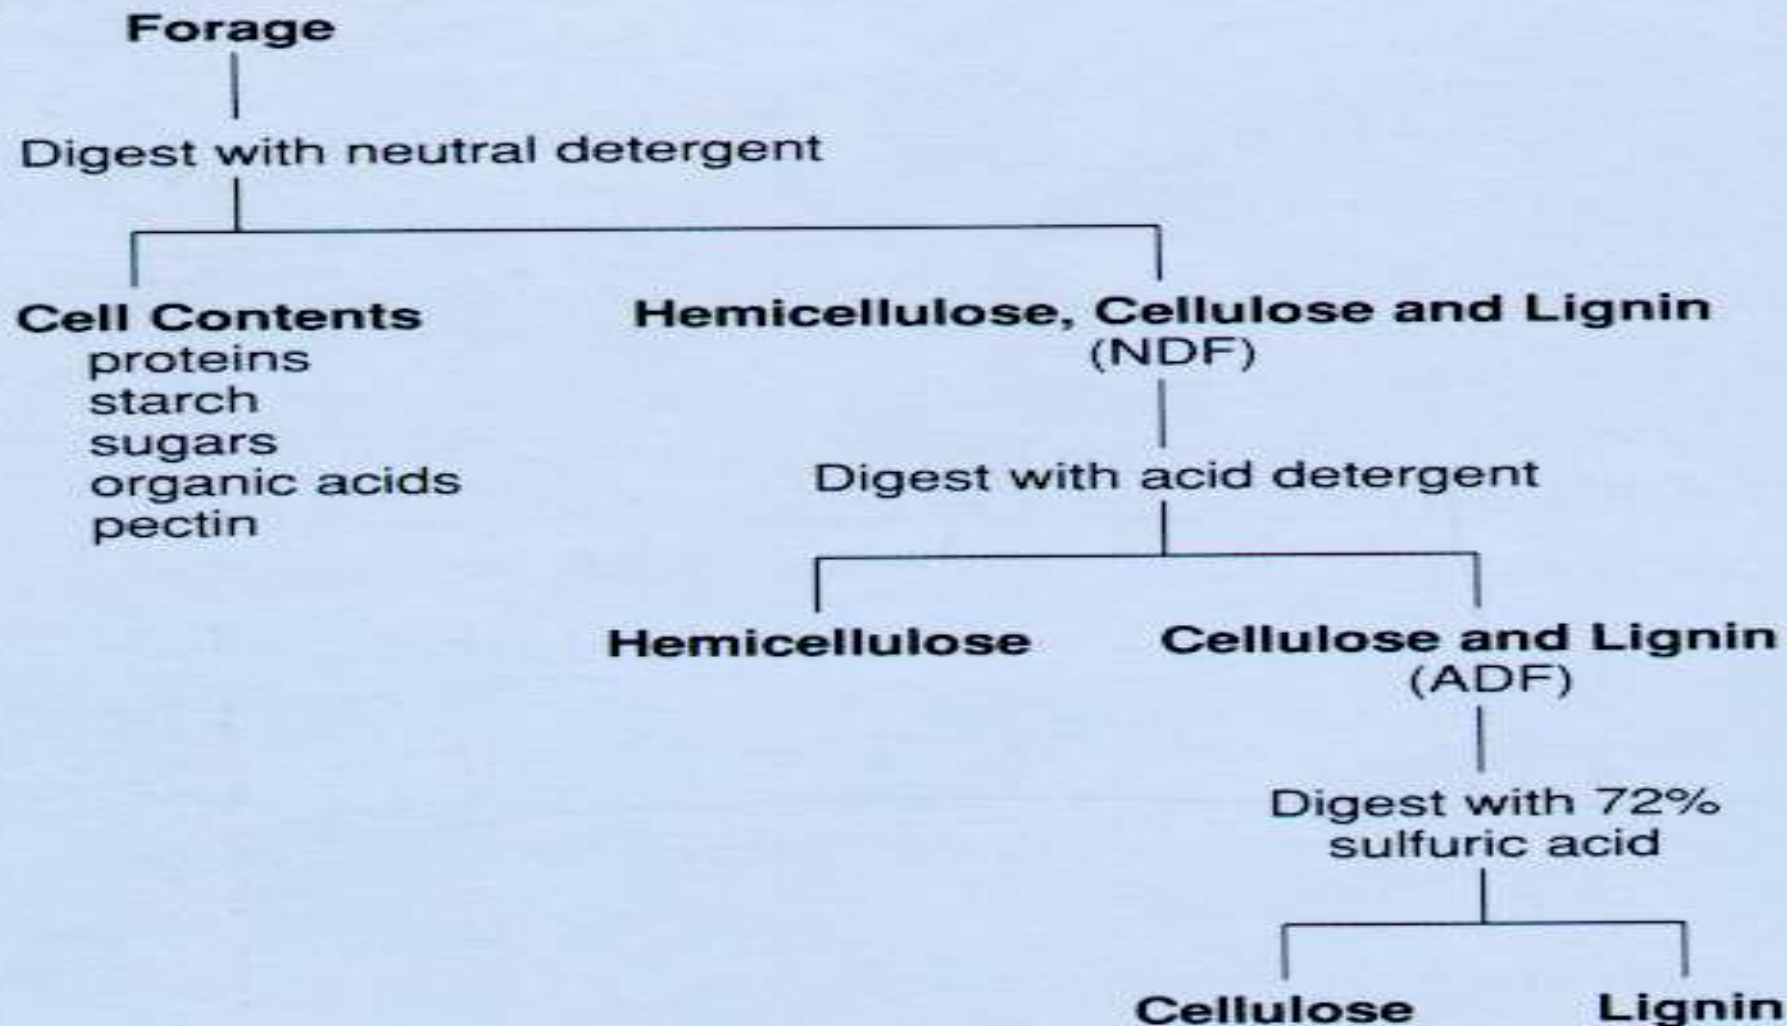 Forage
Digest with neutral detergent
Cell Contents
proteins
starch
sugars
organic acids
pectin
Hemicellulose, Cellulose and Lignin
(NDF)
Digest with acid detergent
Hemicellulose
Cellulose and Lignin
(ADF)
Digest with 72%
sulfuric acid
Cellulose
Lignin